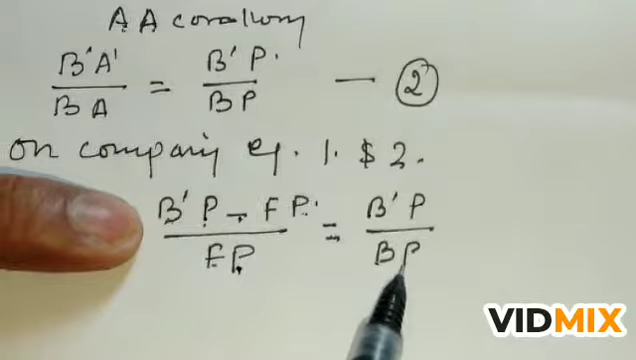 AA corollary
B'A' / BA = B'P / BP — 2
on comparing eq. 1. $ 2.
B'P - FP / FP = B'P / BP
VIDMIX